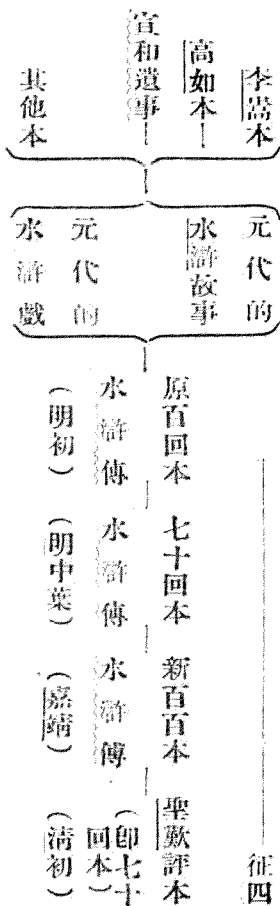 李嵩本
高如本
宣和遺事
其他本
元代的
水滸故事
元代的
水滸戲
原百回本
水滸傳
（明初）
七十回本
水滸傳
（明中葉）
新百百本
水滸傳
（嘉靖）
聖歎評本
（卽七十
回本）
（清初）
征四